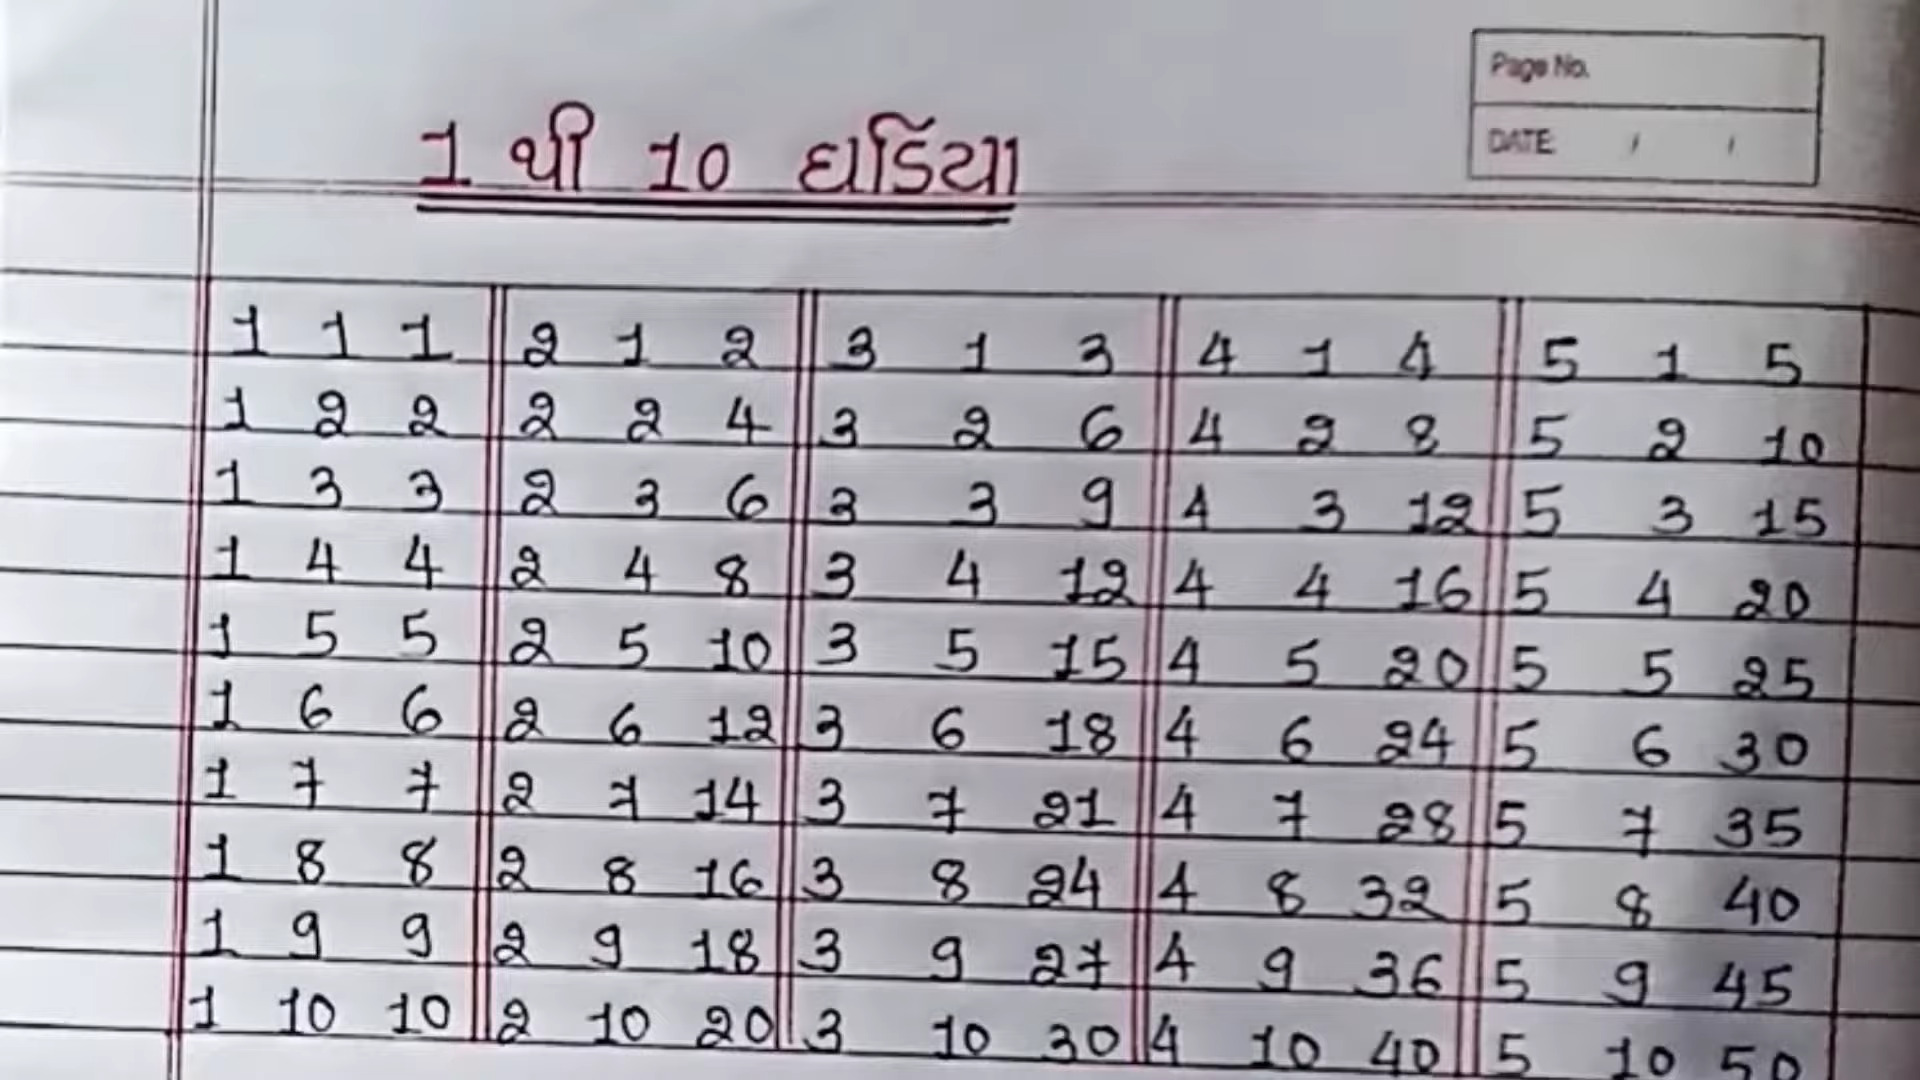 Page No.
DATE / /
1 થી 10 ઘડિયા
1 1 1 2 1 2 3 1 3 4 1 4 5 1 5
1 2 2 2 2 4 3 2 6 4 2 8 5 2 10
1 3 3 2 3 6 3 3 9 4 3 12 5 3 15
1 4 4 2 4 8 3 4 12 4 4 16 5 4 20
1 5 5 2 5 10 3 5 15 4 5 20 5 5 25
1 6 6 2 6 12 3 6 18 4 6 24 5 6 30
1 7 7 2 7 14 3 7 21 4 7 28 5 7 35
1 8 8 2 8 16 3 8 24 4 8 32 5 8 40
1 9 9 2 9 18 3 9 27 4 9 36 5 9 45
1 10 10 2 10 20 3 10 30 4 10 40 5 10 50